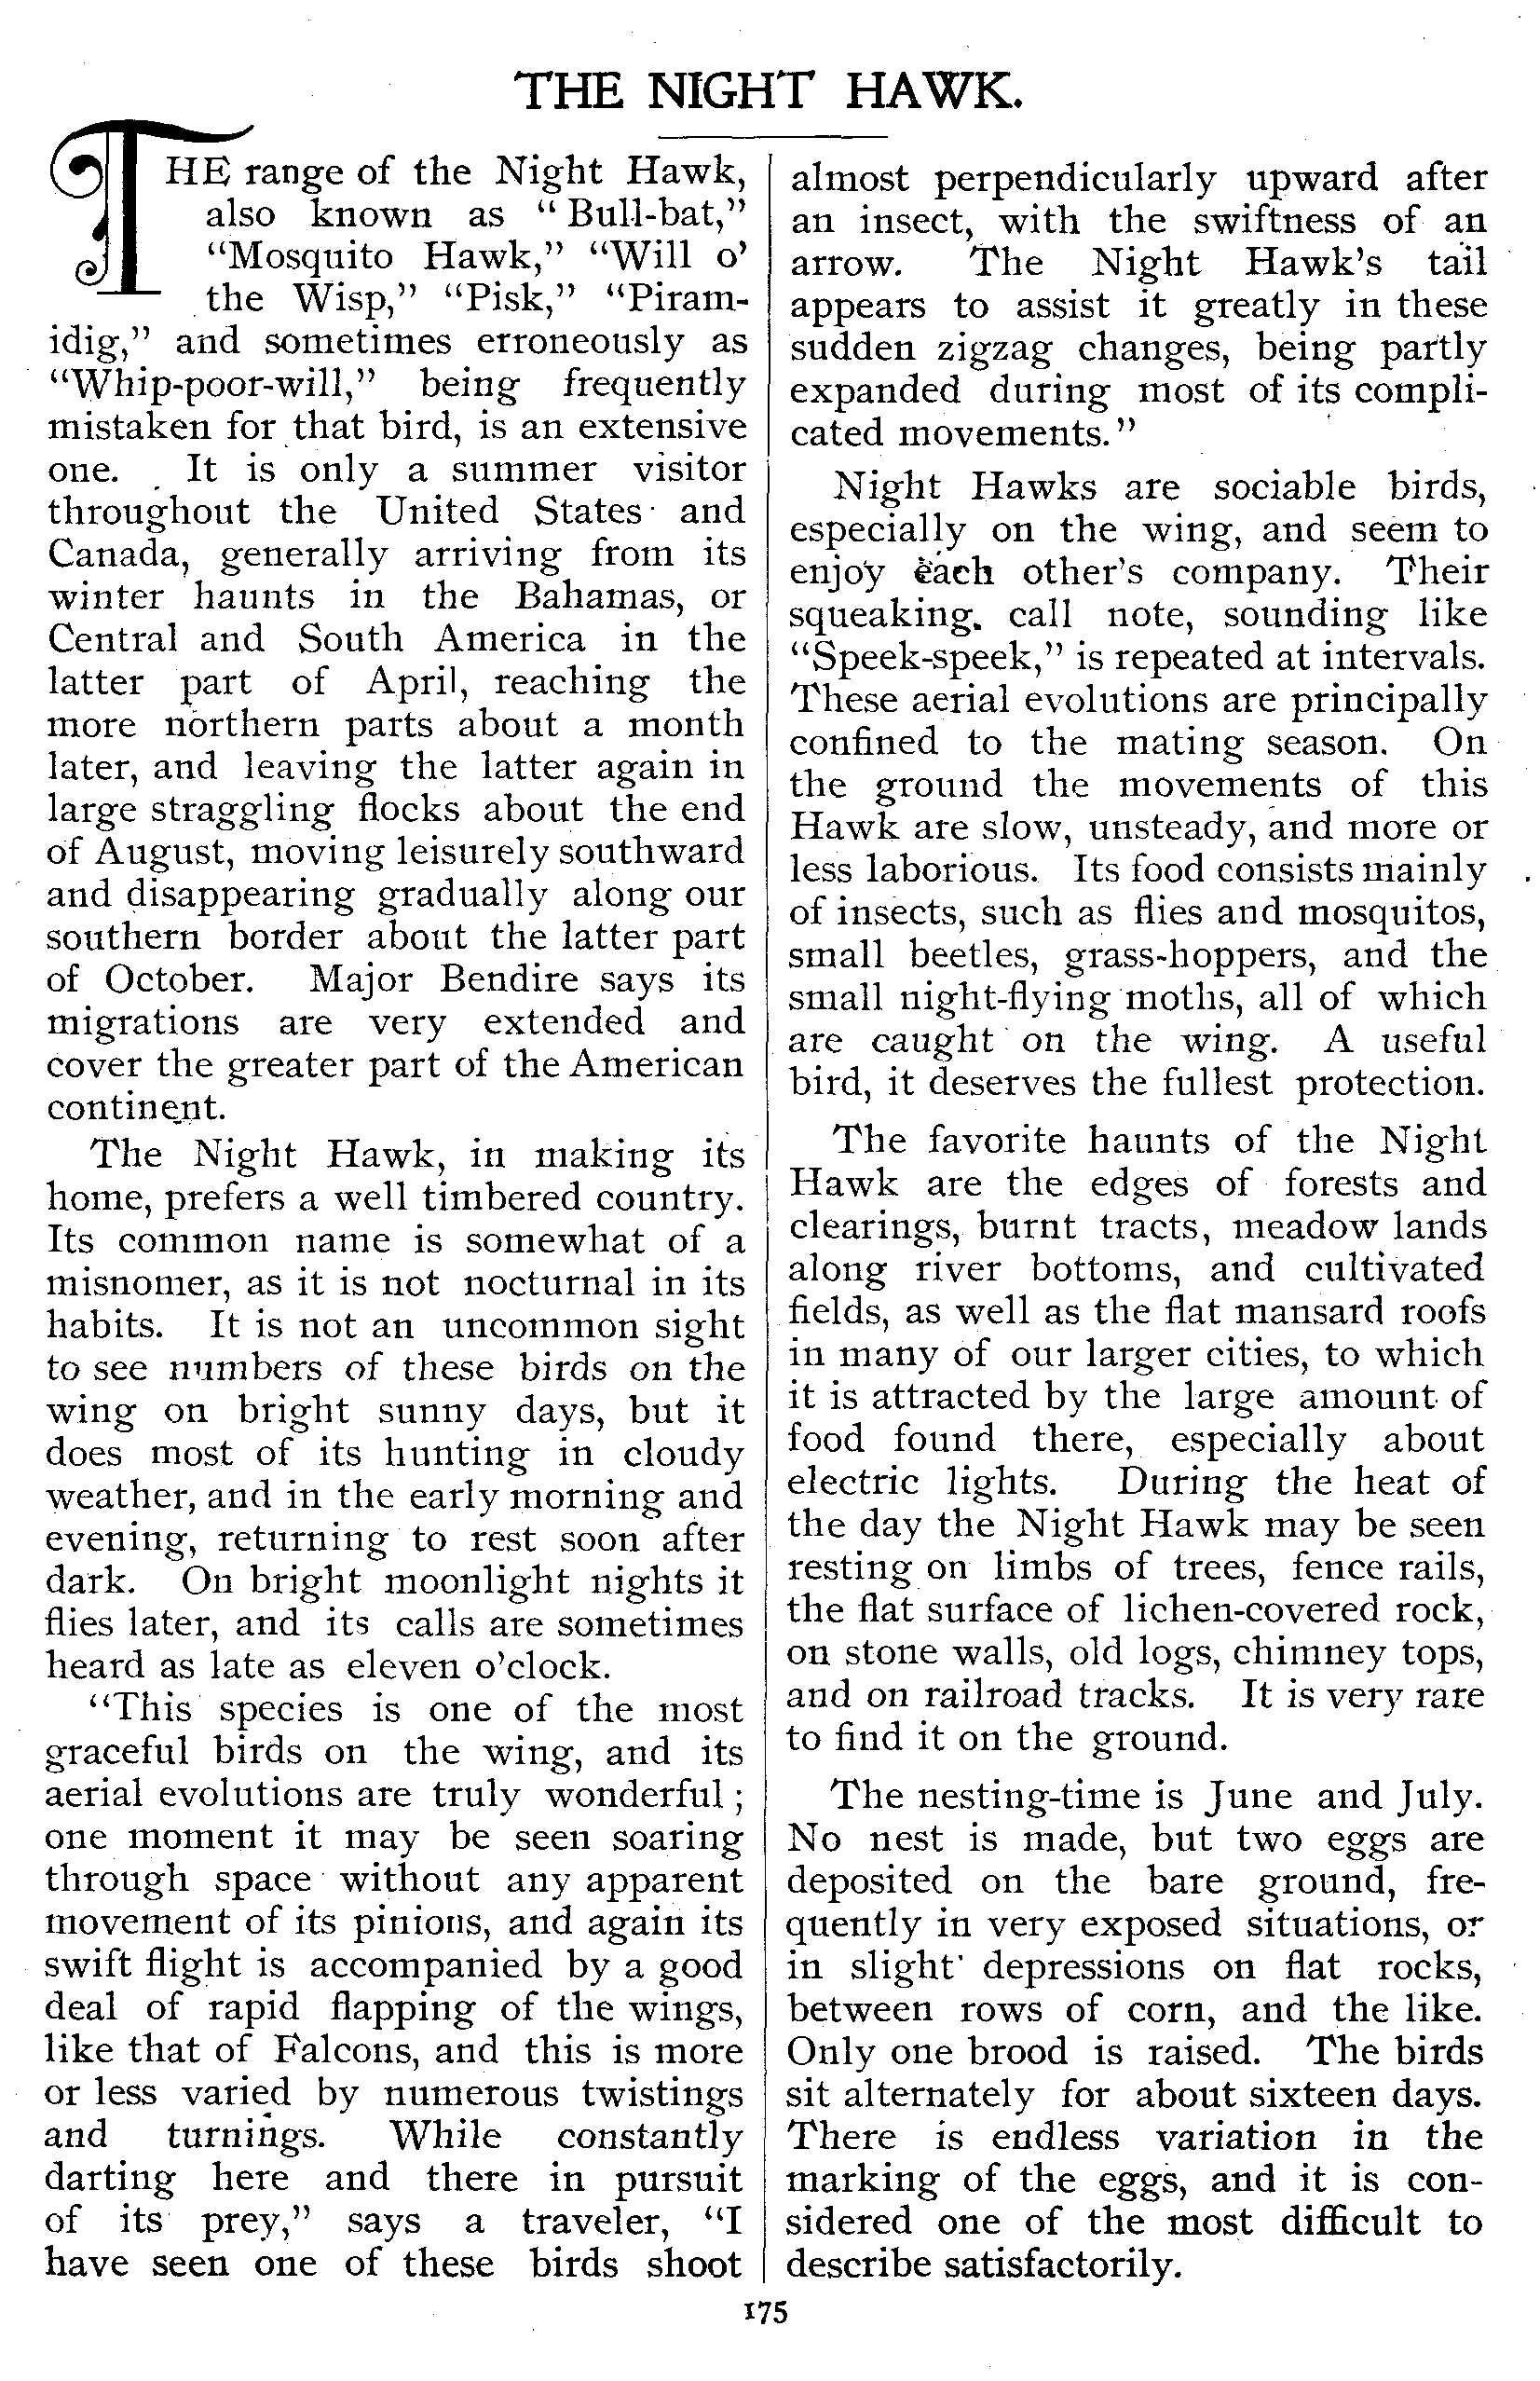 THE NIGHT HAWK.
THE range of the Night Hawk,
also known as "Bull-bat,"
"Mosquito Hawk," "Will o'
the Wisp," "Pisk," "Piram-
idig," and sometimes erroneously as
"Whip-poor-will," being frequently
mistaken for that bird, is an extensive
one. It is only a summer visitor
throughout the United States and
Canada, generally arriving from its
winter haunts in the Bahamas, or
Central and South America in the
latter part of April, reaching the
more northern parts about a month
later, and leaving the latter again in
large straggling flocks about the end
of August, moving leisurely southward
and disappearing gradually along our
southern border about the latter part
of October. Major Bendire says its
migrations are very extended and
cover the greater part of the American
continent.
The Night Hawk, in making its
home, prefers a well timbered country.
Its common name is somewhat of a
misnomer, as it is not nocturnal in its
habits. It is not an uncommon sight
to see numbers of these birds on the
wing on bright sunny days, but it
does most of its hunting in cloudy
weather, and in the early morning and
evening, returning to rest soon after
dark. On bright moonlight nights it
flies later, and its calls are sometimes
heard as late as eleven o'clock.
"This species is one of the most
graceful birds on the wing, and its
aerial evolutions are truly wonderful;
one moment it may be seen soaring
through space without any apparent
movement of its pinions, and again its
swift flight is accompanied by a good
deal of rapid flapping of the wings,
like that of Falcons, and this is more
or less varied by numerous twistings
and turnings. While constantly
darting here and there in pursuit
of its prey," says a traveler, "I
have seen one of these birds shoot
almost perpendicularly upward after
an insect, with the swiftness of an
arrow. The Night Hawk's tail
appears to assist it greatly in these
sudden zigzag changes, being partly
expanded during most of its compli-
cated movements."
Night Hawks are sociable birds,
especially on the wing, and seem to
enjoy each other's company. Their
squeaking call note, sounding like
"Speek-speek," is repeated at intervals.
These aerial evolutions are principally
confined to the mating season. On
the ground the movements of this
Hawk are slow, unsteady, and more or
less laborious. Its food consists mainly
of insects, such as flies and mosquitos,
small beetles, grass-hoppers, and the
small night-flying moths, all of which
are caught on the wing. A useful
bird, it deserves the fullest protection.
The favorite haunts of the Night
Hawk are the edges of forests and
clearings, burnt tracts, meadow lands
along river bottoms, and cultivated
fields, as well as the flat mansard roofs
in many of our larger cities, to which
it is attracted by the large amount of
food found there, especially about
electric lights. During the heat of
the day the Night Hawk may be seen
resting on limbs of trees, fence rails,
the flat surface of lichen-covered rock,
on stone walls, old logs, chimney tops,
and on railroad tracks. It is very rare
to find it on the ground.
The nesting-time is June and July.
No nest is made, but two eggs are
deposited on the bare ground, fre-
quently in very exposed situations, or
in slight depressions on flat rocks,
between rows of corn, and the like.
Only one brood is raised. The birds
sit alternately for about sixteen days.
There is endless variation in the
marking of the eggs, and it is con-
sidered one of the most difficult to
describe satisfactorily.
175